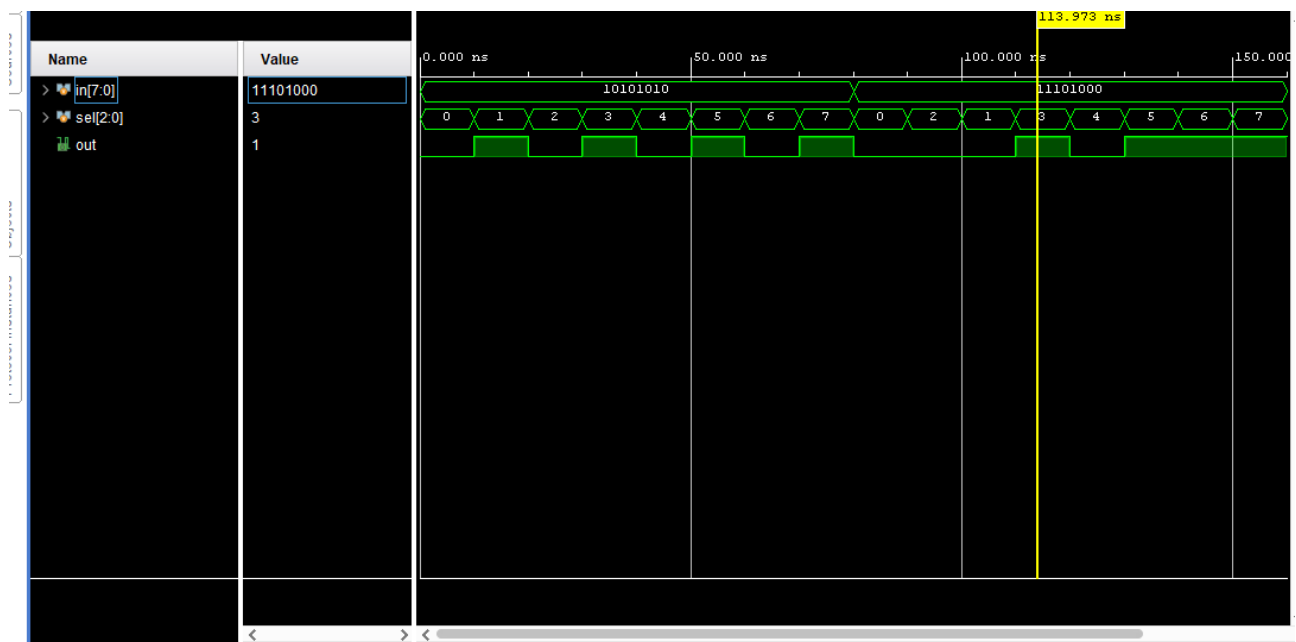 113.973 ns
Name Value 0.000 ns 50.000 ns 100.000 ns 150.000
in[7:0] 11101000 10101010 11101000
sel[2:0] 3 0 1 2 3 4 5 6 7 0 2 1 3 4 5 6 7
out 1